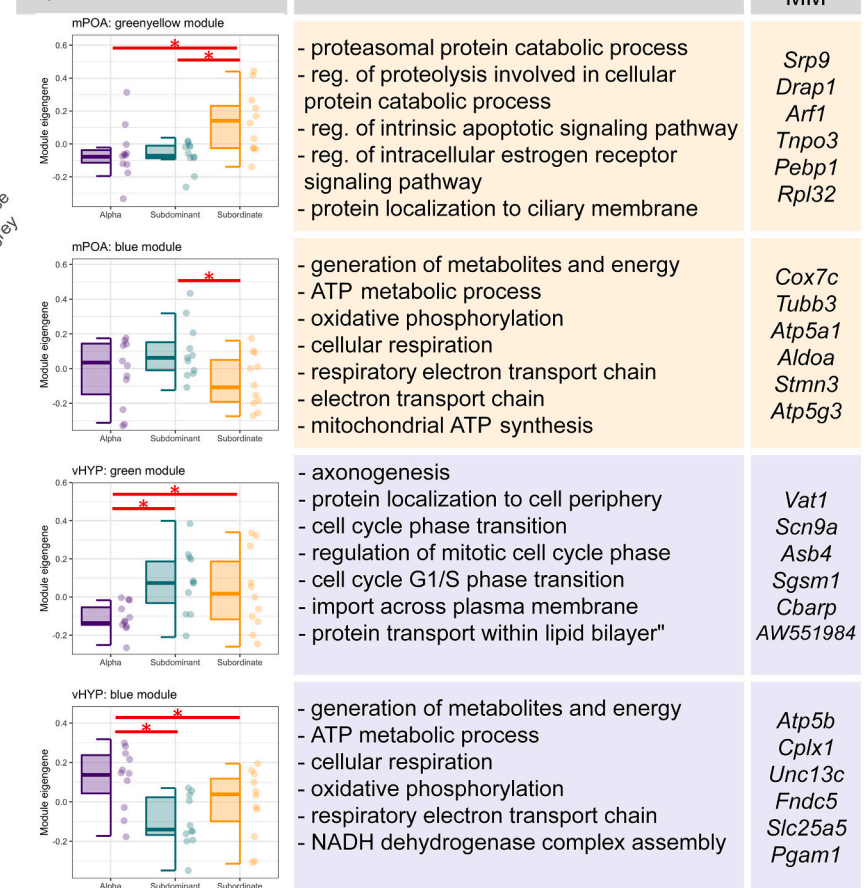 MM
mPOA: greenyellow module
Module eigengene
0.6
0.4
0.2
0.0
-0.2
Alpha Subdominant Subordinate
*
*
- proteasomal protein catabolic process
- reg. of proteolysis involved in cellular
protein catabolic process
- reg. of intrinsic apoptotic signaling pathway
- reg. of intracellular estrogen receptor
signaling pathway
- protein localization to ciliary membrane
Srp9
Drap1
Arf1
Tnpo3
Pebp1
Rpl32
mPOA: blue module
Module eigengene
0.6
0.4
0.2
0.0
-0.2
Alpha Subdominant Subordinate
*
- generation of metabolites and energy
- ATP metabolic process
- oxidative phosphorylation
- cellular respiration
- respiratory electron transport chain
- electron transport chain
- mitochondrial ATP synthesis
Cox7c
Tubb3
Atp5a1
Aldoa
Stmn3
Atp5g3
vHYP: green module
Module eigengene
0.6
0.4
0.2
0.0
-0.2
Alpha Subdominant Subordinate
*
*
- axonogenesis
- protein localization to cell periphery
- cell cycle phase transition
- regulation of mitotic cell cycle phase
- cell cycle G1/S phase transition
- import across plasma membrane
- protein transport within lipid bilayer"
Vat1
Scn9a
Asb4
Sgsm1
Cbarp
AW551984
vHYP: blue module
Module eigengene
0.4
0.2
0.0
-0.2
Alpha Subdominant Subordinate
*
*
- generation of metabolites and energy
- ATP metabolic process
- cellular respiration
- oxidative phosphorylation
- respiratory electron transport chain
- NADH dehydrogenase complex assembly
Atp5b
Cplx1
Unc13c
Fndc5
Slc25a5
Pgam1